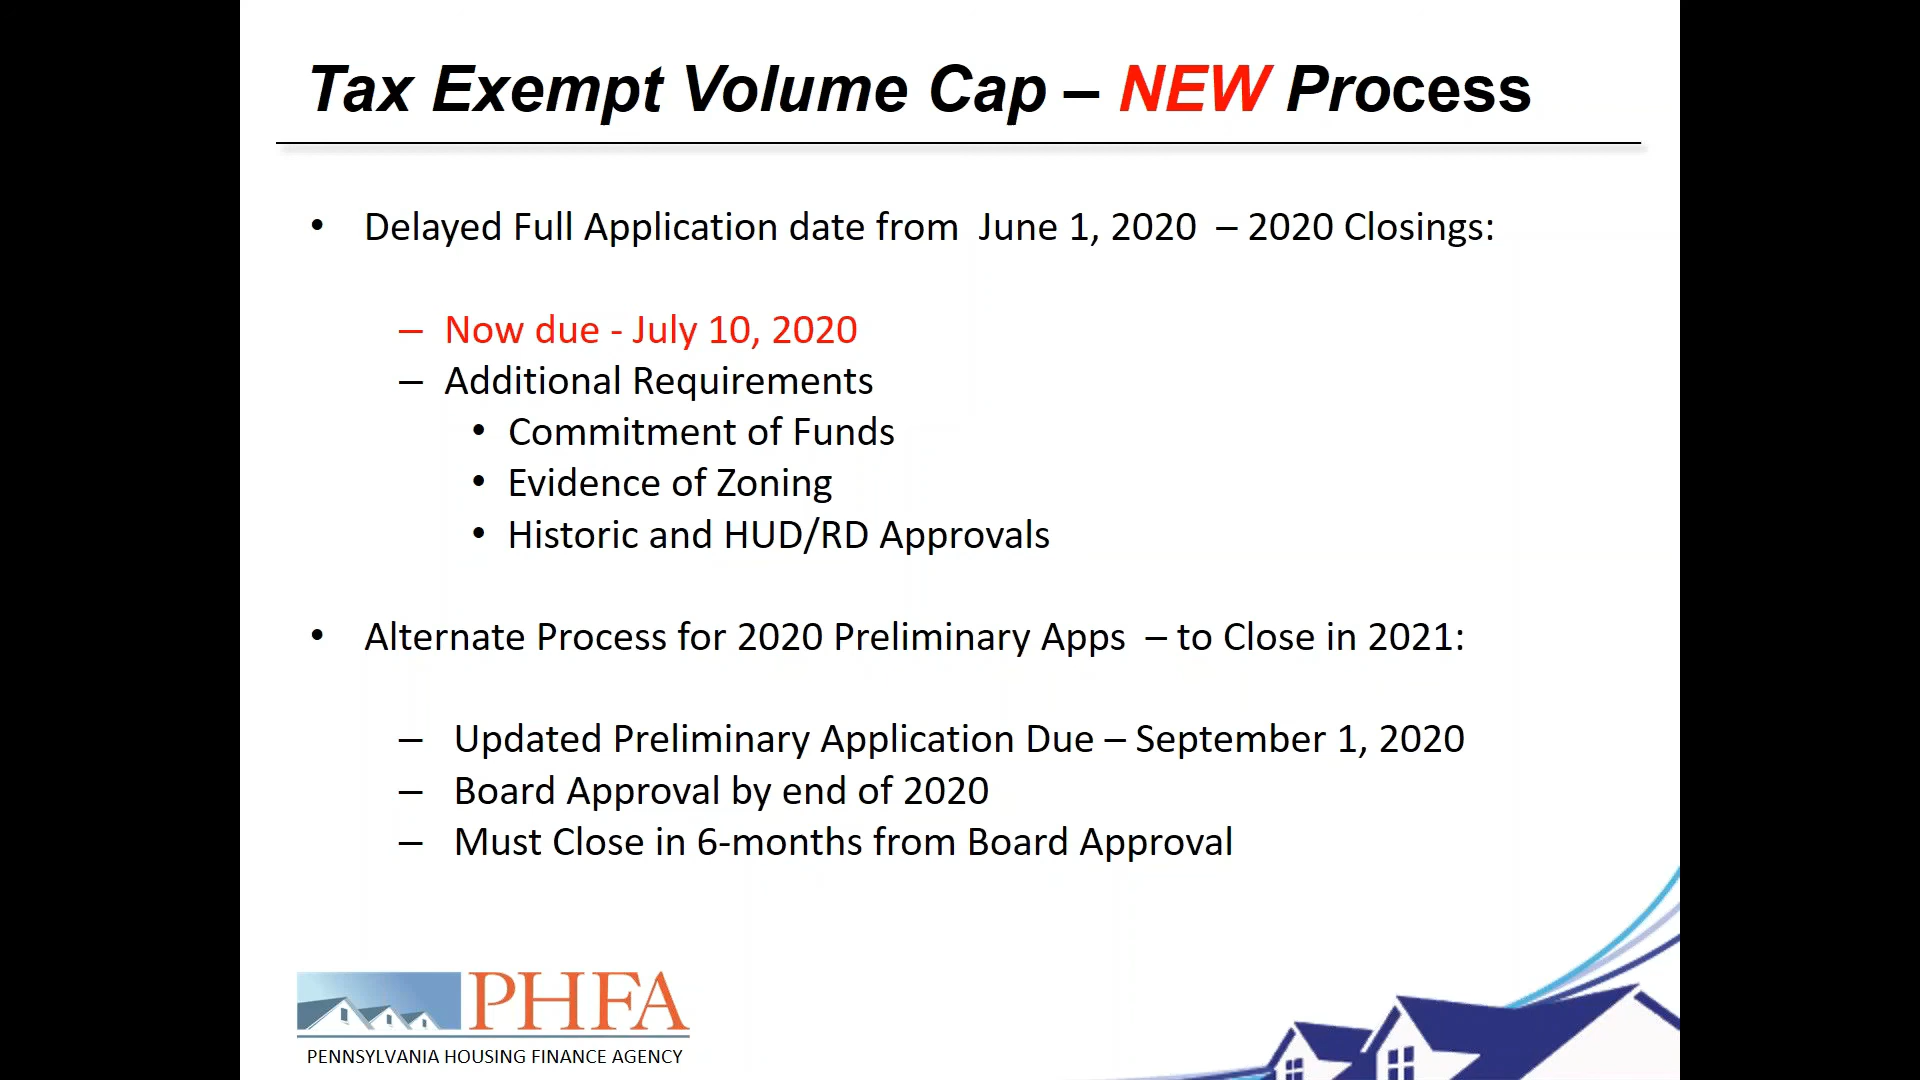 Tax Exempt Volume Cap – NEW Process
• Delayed Full Application date from June 1, 2020 – 2020 Closings:
– Now due - July 10, 2020
– Additional Requirements
• Commitment of Funds
• Evidence of Zoning
• Historic and HUD/RD Approvals
• Alternate Process for 2020 Preliminary Apps – to Close in 2021:
– Updated Preliminary Application Due – September 1, 2020
– Board Approval by end of 2020
– Must Close in 6-months from Board Approval
PHFA
PENNSYLVANIA HOUSING FINANCE AGENCY